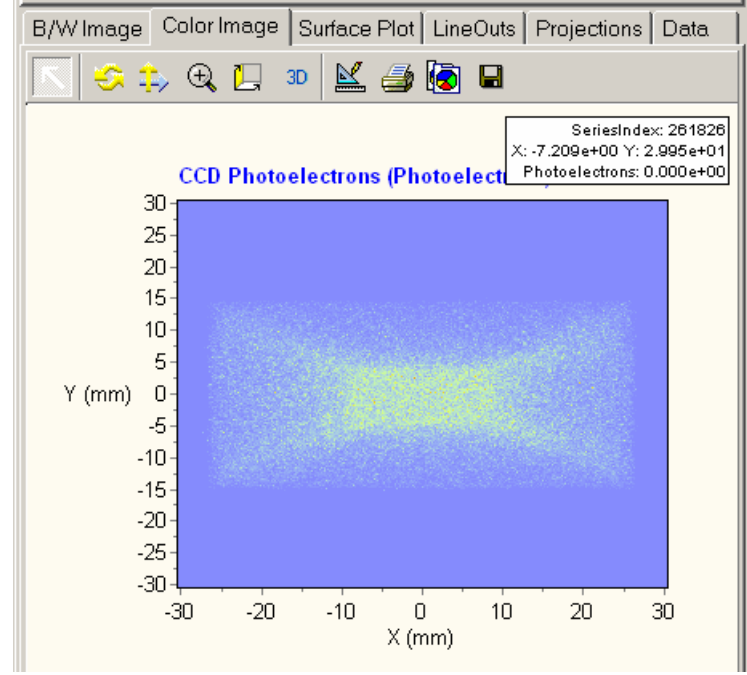 B/W Image Color Image Surface Plot LineOuts Projections Data
3D
SeriesIndex: 261826
X: -7.209e+00 Y: 2.995e+01
Photoelectrons: 0.000e+00
CCD Photoelectrons (Photoelect
30
25
20
15
10
5
Y (mm)
0
-5
-10
-15
-20
-25
-30
-30 -20 -10 0 10 20 30
X (mm)